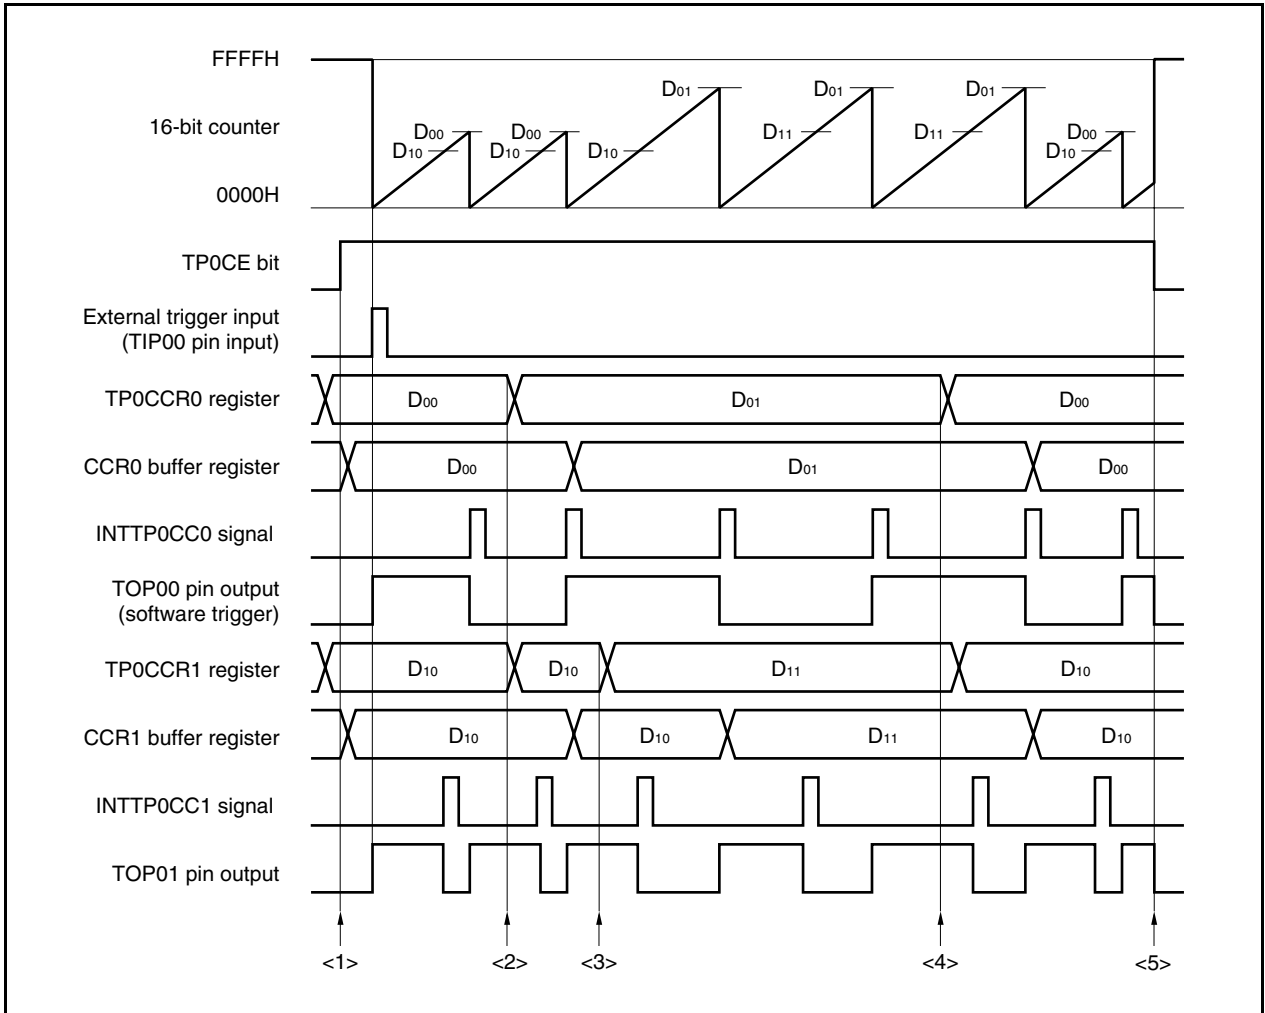 FFFFH
D01 D01 D01
16-bit counter
D00 D00 D11 D11 D00
D10 D10 D10 D10
0000H
TP0CE bit
External trigger input
(TIP00 pin input)
TP0CCR0 register D00 D01 D00
CCR0 buffer register D00 D01 D00
INTTP0CC0 signal
TOP00 pin output
(software trigger)
TP0CCR1 register D10 D10 D11 D10
CCR1 buffer register D10 D10 D11 D10
INTTP0CC1 signal
TOP01 pin output
<1> <2> <3> <4> <5>